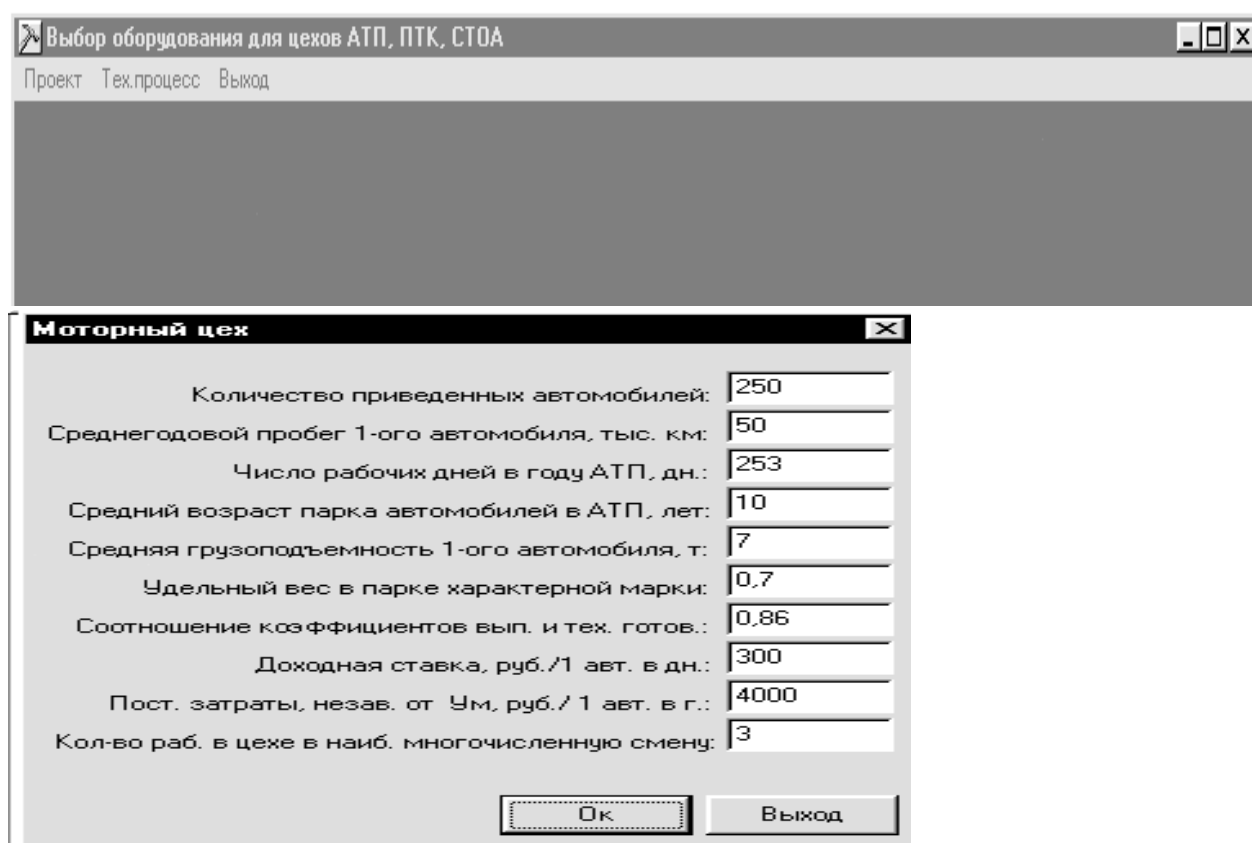 Выбор оборудования для цехов АТП, ПТК, СТОА
Проект Тех.процесс Выход
Моторный цех
Количество приведенных автомобилей: 250
Среднегодовой пробег 1-ого автомобиля, тыс. км: 50
Число рабочих дней в году АТП, дн.: 253
Средний возраст парка автомобилей в АТП, лет: 10
Средняя грузоподъемность 1-ого автомобиля, т: 7
Удельный вес в парке характерной марки: 0,7
Соотношение коэффициентов вып. и тех. готов.: 0,86
Доходная ставка, руб./1 авт. в дн.: 300
Пост. затраты, незав. от Ум, руб./ 1 авт. в г.: 4000
Кол-во раб. в цехе в наиб. многочисленную смену: 3
Ок Выход